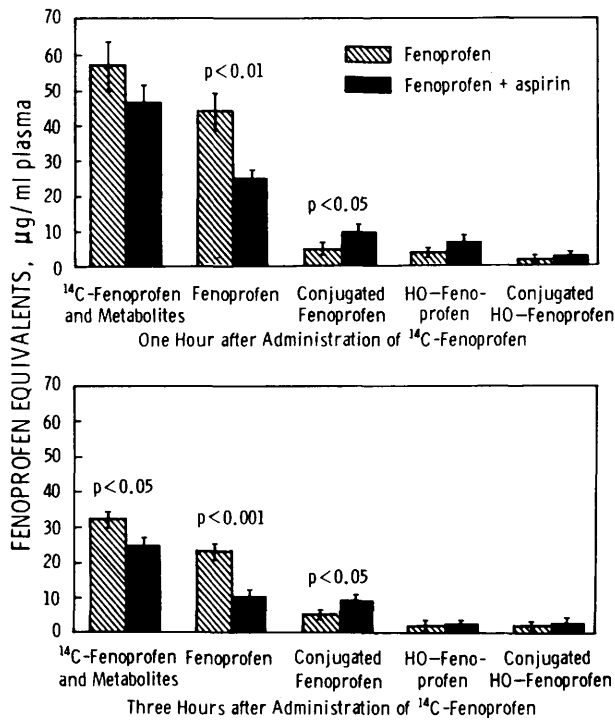 FENOPROFEN EQUIVALENTS, μg/ml plasma
70
60
50
40
30
20
10
0
Fenoprofen
Fenoprofen + aspirin
p<0.01
p<0.05
¹⁴C-Fenoprofen
and Metabolites
Fenoprofen
Conjugated
Fenoprofen
HO-Feno-
profen
Conjugated
HO-Fenoprofen
One Hour after Administration of ¹⁴C-Fenoprofen
70
60
50
40
30
20
10
0
p<0.05
p<0.001
p<0.05
¹⁴C-Fenoprofen
and Metabolites
Fenoprofen
Conjugated
Fenoprofen
HO-Feno-
profen
Conjugated
HO-Fenoprofen
Three Hours after Administration of ¹⁴C-Fenoprofen